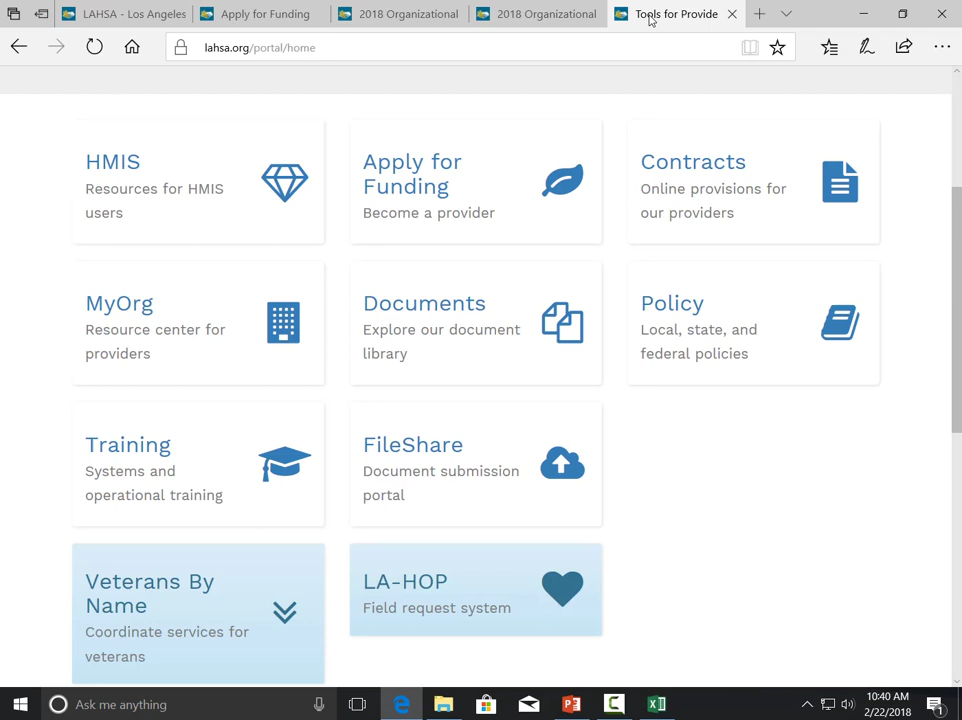 LAHSA - Los Angeles
Apply for Funding
2018 Organizational
2018 Organizational
Tools for Provide
lahsa.org/portal/home
HMIS
Resources for HMIS
users
Apply for
Funding
Become a provider
Contracts
Online provisions for
our providers
MyOrg
Resource center for
providers
Documents
Explore our document
library
Policy
Local, state, and
federal policies
Training
Systems and
operational training
FileShare
Document submission
portal
Veterans By
Name
Coordinate services for
veterans
LA-HOP
Field request system
Ask me anything
10:40 AM
2/22/2018
1